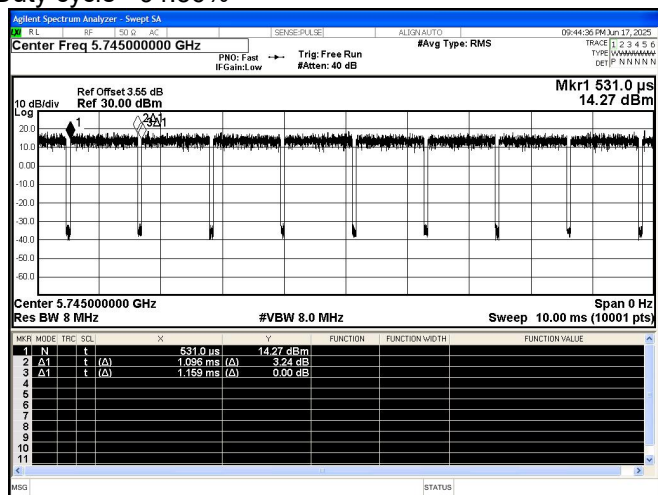 Agilent Spectrum Analyzer - Swept SA
RL RF 50 Ω AC SENSE:PULSE ALIGN AUTO 09:44:36 PM Jun 17, 2025
Center Freq 5.745000000 GHz #Avg Type: RMS TRACE 1 2 3 4 5 6
PNO: Fast Trig: Free Run TYPE
IFGain:Low #Atten: 40 dB DET P N N N N N
Mkr1 531.0 µs
Ref Offset 3.55 dB
10 dB/div Ref 30.00 dBm 14.27 dBm
Log
1 2Δ1 3Δ1
20.0
10.0
0.00
-10.0
-20.0
-30.0
-40.0
-50.0
-60.0
Center 5.745000000 GHz Span 0 Hz
Res BW 8 MHz #VBW 8.0 MHz Sweep 10.00 ms (10001 pts)
MKR MODE TRC SCL X Y FUNCTION FUNCTION WIDTH FUNCTION VALUE
1 N t 531.0 µs 14.27 dBm
2 Δ1 t (Δ) 1.096 ms (Δ) 3.24 dB
3 Δ1 t (Δ) 1.159 ms (Δ) 0.00 dB
4
5
6
7
8
9
10
11
MSG STATUS